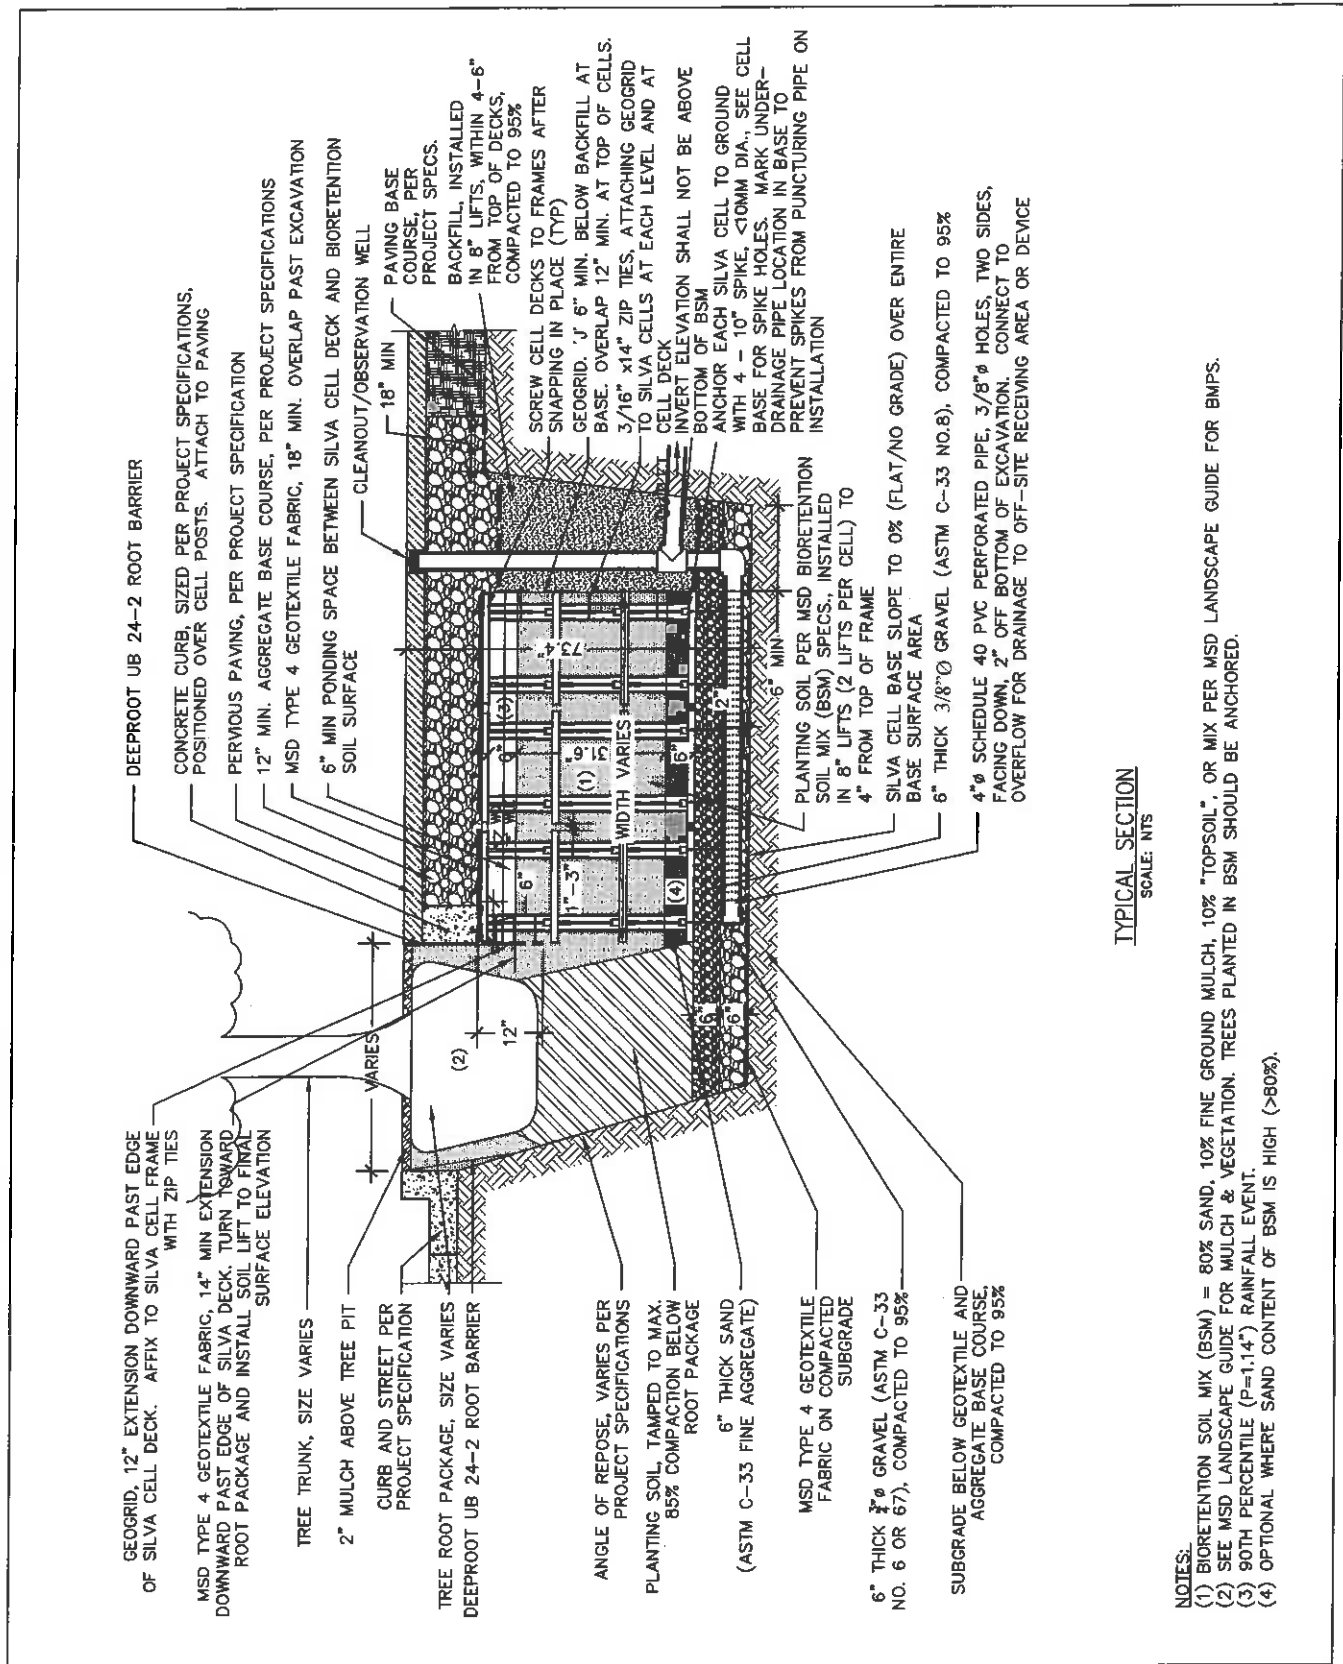 GEOGRID, 12" EXTENSION DOWNWARD PAST EDGE
OF SILVA CELL DECK. AFFIX TO SILVA CELL FRAME
WITH ZIP TIES
MSD TYPE 4 GEOTEXTILE FABRIC, 14" MIN EXTENSION
DOWNWARD PAST EDGE OF SILVA DECK. TURN TOWARD
ROOT PACKAGE AND INSTALL SOIL LIFT TO FINAL
SURFACE ELEVATION
TREE TRUNK, SIZE VARIES
2" MULCH ABOVE TREE PIT
CURB AND STREET PER
PROJECT SPECIFICATION
TREE ROOT PACKAGE, SIZE VARIES
DEEPROOT UB 24-2 ROOT BARRIER
ANGLE OF REPOSE, VARIES PER
PROJECT SPECIFICATIONS
PLANTING SOIL, TAMPED TO MAX.
85% COMPACTION BELOW
ROOT PACKAGE
6" THICK SAND
(ASTM C-33 FINE AGGREGATE)
MSD TYPE 4 GEOTEXTILE
FABRIC ON COMPACTED
SUBGRADE
6" THICK ¾"ø GRAVEL (ASTM C-33
NO. 6 OR 67), COMPACTED TO 95%
SUBGRADE BELOW GEOTEXTILE AND
AGGREGATE BASE COURSE,
COMPACTED TO 95%
VARIES
(2)
12"
6"
6"
6"
1"-3"
(4)
WIDTH VARIES
(1)
31.6"
6"
(3)
73.4"
6"
2"
6" MIN
18" MIN
DEEPROOT UB 24-2 ROOT BARRIER
CONCRETE CURB, SIZED PER PROJECT SPECIFICATIONS,
POSITIONED OVER CELL POSTS. ATTACH TO PAVING
PERVIOUS PAVING, PER PROJECT SPECIFICATION
12" MIN. AGGREGATE BASE COURSE, PER PROJECT SPECIFICATIONS
MSD TYPE 4 GEOTEXTILE FABRIC, 18" MIN. OVERLAP PAST EXCAVATION
6" MIN PONDING SPACE BETWEEN SILVA CELL DECK AND BIORETENTION
SOIL SURFACE
CLEANOUT/OBSERVATION WELL
PAVING BASE
COURSE, PER
PROJECT SPECS.
BACKFILL, INSTALLED
IN 8" LIFTS, WITHIN 4-6"
FROM TOP OF DECKS,
COMPACTED TO 95%
SCREW CELL DECKS TO FRAMES AFTER
SNAPPING IN PLACE (TYP)
GEOGRID. 'J' 6" MIN. BELOW BACKFILL AT
BASE. OVERLAP 12" MIN. AT TOP OF CELLS.
3/16" x14" ZIP TIES, ATTACHING GEOGRID
TO SILVA CELLS AT EACH LEVEL AND AT
CELL DECK
INVERT ELEVATION SHALL NOT BE ABOVE
BOTTOM OF BSM
ANCHOR EACH SILVA CELL TO GROUND
WITH 4 - 10" SPIKE, <10MM DIA., SEE CELL
BASE FOR SPIKE HOLES. MARK UNDER-
DRAINAGE PIPE LOCATION IN BASE TO
PREVENT SPIKES FROM PUNCTURING PIPE ON
INSTALLATION
PLANTING SOIL PER MSD BIORETENTION
SOIL MIX (BSM) SPECS., INSTALLED
IN 8" LIFTS (2 LIFTS PER CELL) TO
4" FROM TOP OF FRAME
SILVA CELL BASE SLOPE TO 0% (FLAT/NO GRADE) OVER ENTIRE
BASE SURFACE AREA
6" THICK 3/8"Ø GRAVEL (ASTM C-33 NO.8), COMPACTED TO 95%
4"ø SCHEDULE 40 PVC PERFORATED PIPE, 3/8"ø HOLES, TWO SIDES,
FACING DOWN, 2" OFF BOTTOM OF EXCAVATION. CONNECT TO
OVERFLOW FOR DRAINAGE TO OFF-SITE RECEIVING AREA OR DEVICE
TYPICAL SECTION
SCALE: NTS
NOTES:
(1) BIORETENTION SOIL MIX (BSM) = 80% SAND, 10% FINE GROUND MULCH, 10% "TOPSOIL", OR MIX PER MSD LANDSCAPE GUIDE FOR BMPS.
(2) SEE MSD LANDSCAPE GUIDE FOR MULCH & VEGETATION. TREES PLANTED IN BSM SHOULD BE ANCHORED.
(3) 90TH PERCENTILE (P=1.14") RAINFALL EVENT.
(4) OPTIONAL WHERE SAND CONTENT OF BSM IS HIGH (>80%).